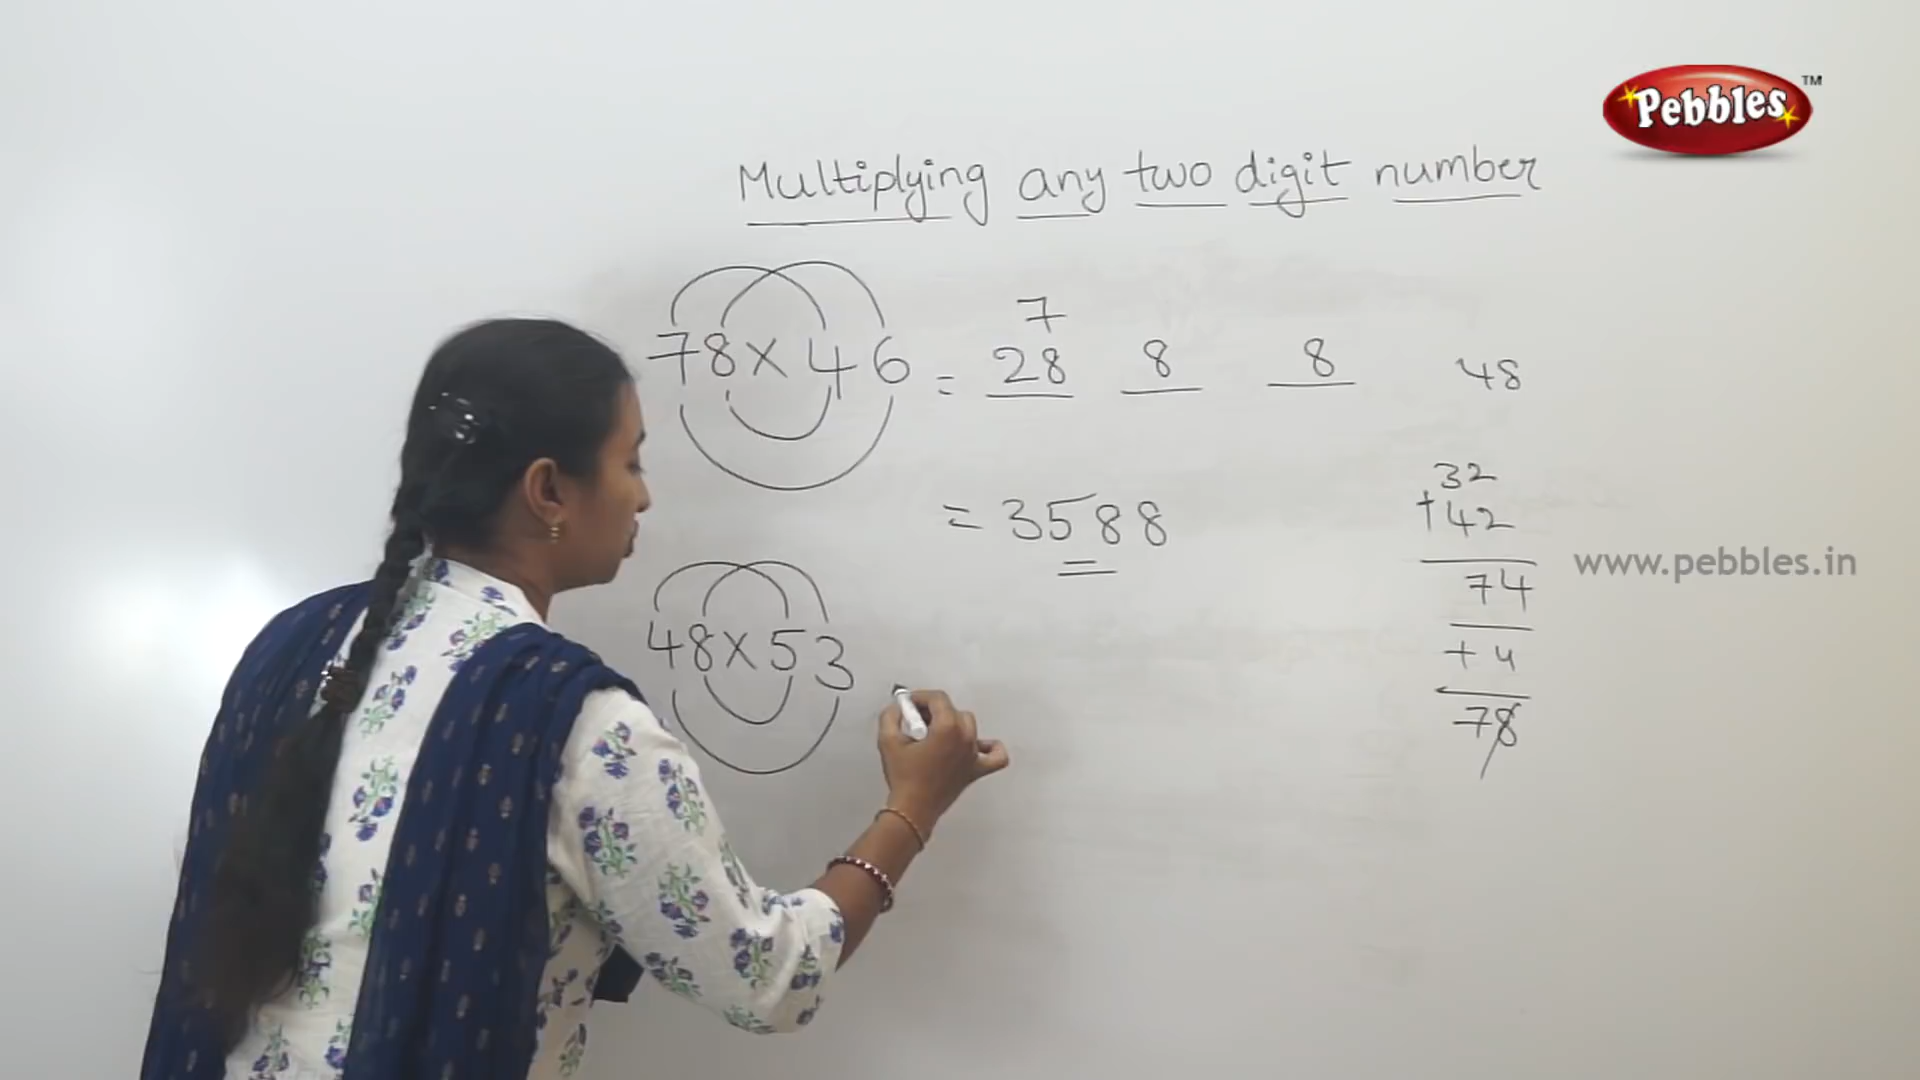 Pebbles™
Multiplying any two digit number
7
78 × 46 = 28 8 8
48
= 3588
32
+ 42
74
+ 4
78
48 × 53
www.pebbles.in